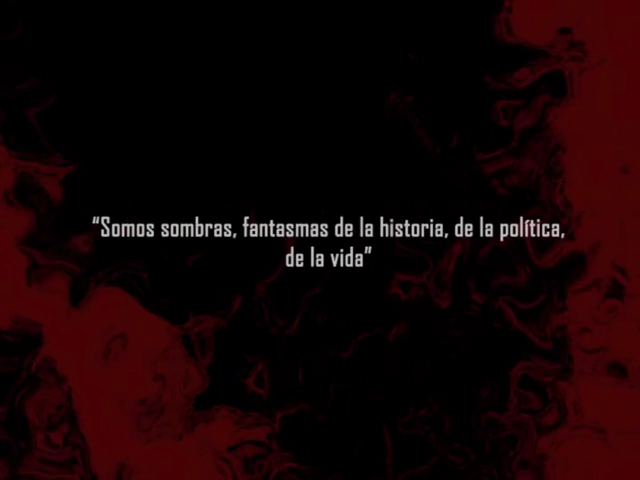 “Somos sombras, fantasmas de la historia, de la política,
de la vida”